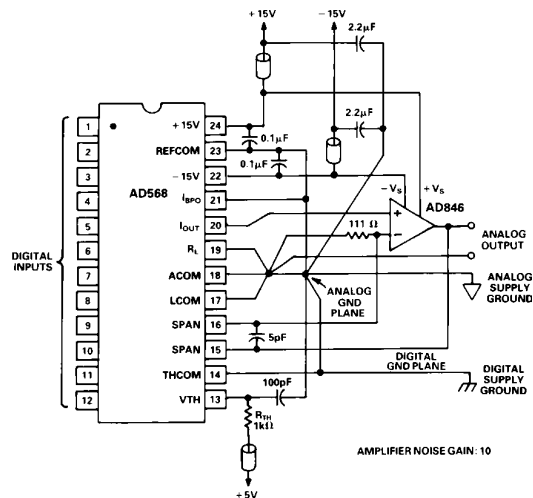 +15V
−15V
2.2μF
2.2μF
1
2
3
4
5
6
7
8
9
10
11
12
DIGITAL
INPUTS
AD568
+15V 24
REFCOM 23
−15V 22
IBPO 21
IOUT 20
RL 19
ACOM 18
LCOM 17
SPAN 16
SPAN 15
THCOM 14
VTH 13
0.1μF
0.1μF
111 Ω
−VS
+VS
AD846
+
−
ANALOG
OUTPUT
ANALOG
GND
PLANE
ANALOG
SUPPLY
GROUND
5pF
DIGITAL
GND PLANE
DIGITAL
SUPPLY
GROUND
100pF
RTH
1kΩ
+5V
AMPLIFIER NOISE GAIN: 10